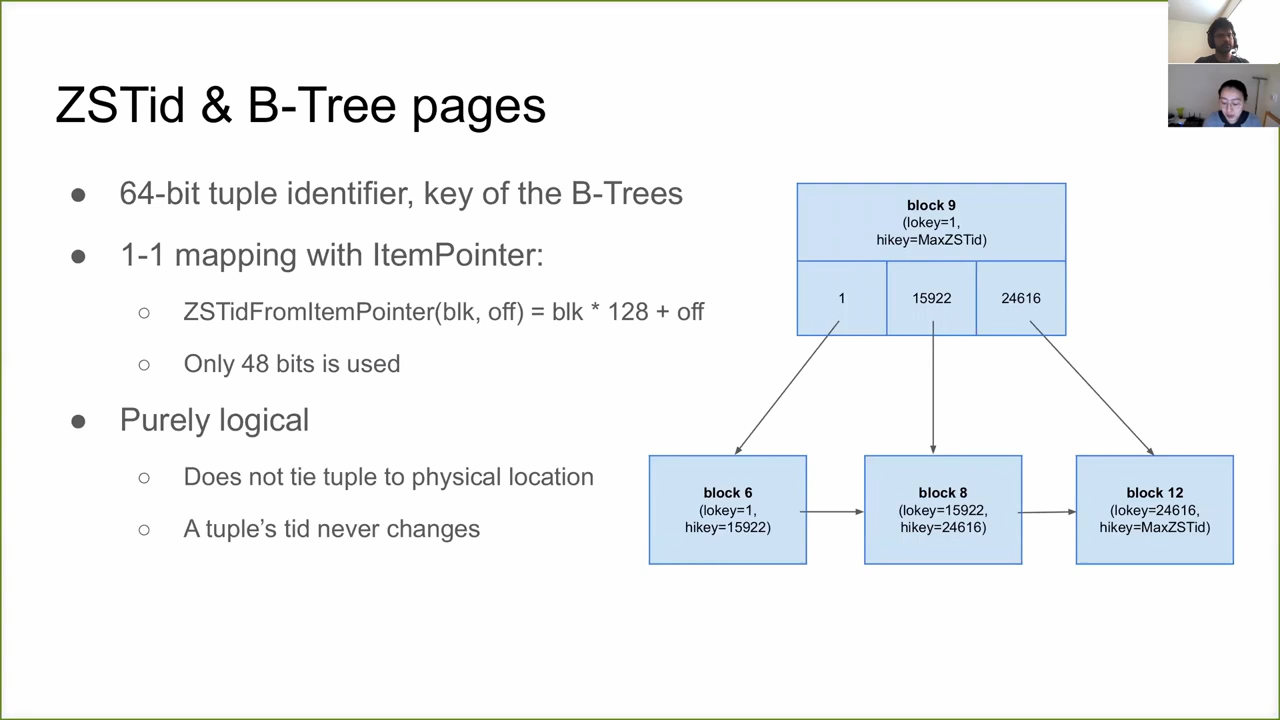 ZSTid & B-Tree pages
● 64-bit tuple identifier, key of the B-Trees
● 1-1 mapping with ItemPointer:
○ ZSTidFromItemPointer(blk, off) = blk * 128 + off
○ Only 48 bits is used
● Purely logical
○ Does not tie tuple to physical location
○ A tuple’s tid never changes
block 9
(lokey=1,
hikey=MaxZSTid)
1
15922
24616
block 6
(lokey=1,
hikey=15922)
block 8
(lokey=15922,
hikey=24616)
block 12
(lokey=24616,
hikey=MaxZSTid)